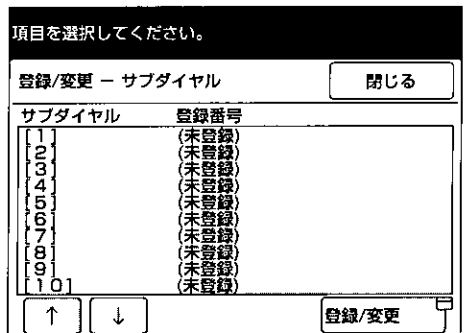 項目を選択してください。
登録/変更 － サブダイヤル 閉じる
サブダイヤル 登録番号
[1] (未登録)
[2] (未登録)
[3] (未登録)
[4] (未登録)
[5] (未登録)
[6] (未登録)
[7] (未登録)
[8] (未登録)
[9] (未登録)
[10] (未登録)
↑ ↓ 登録/変更